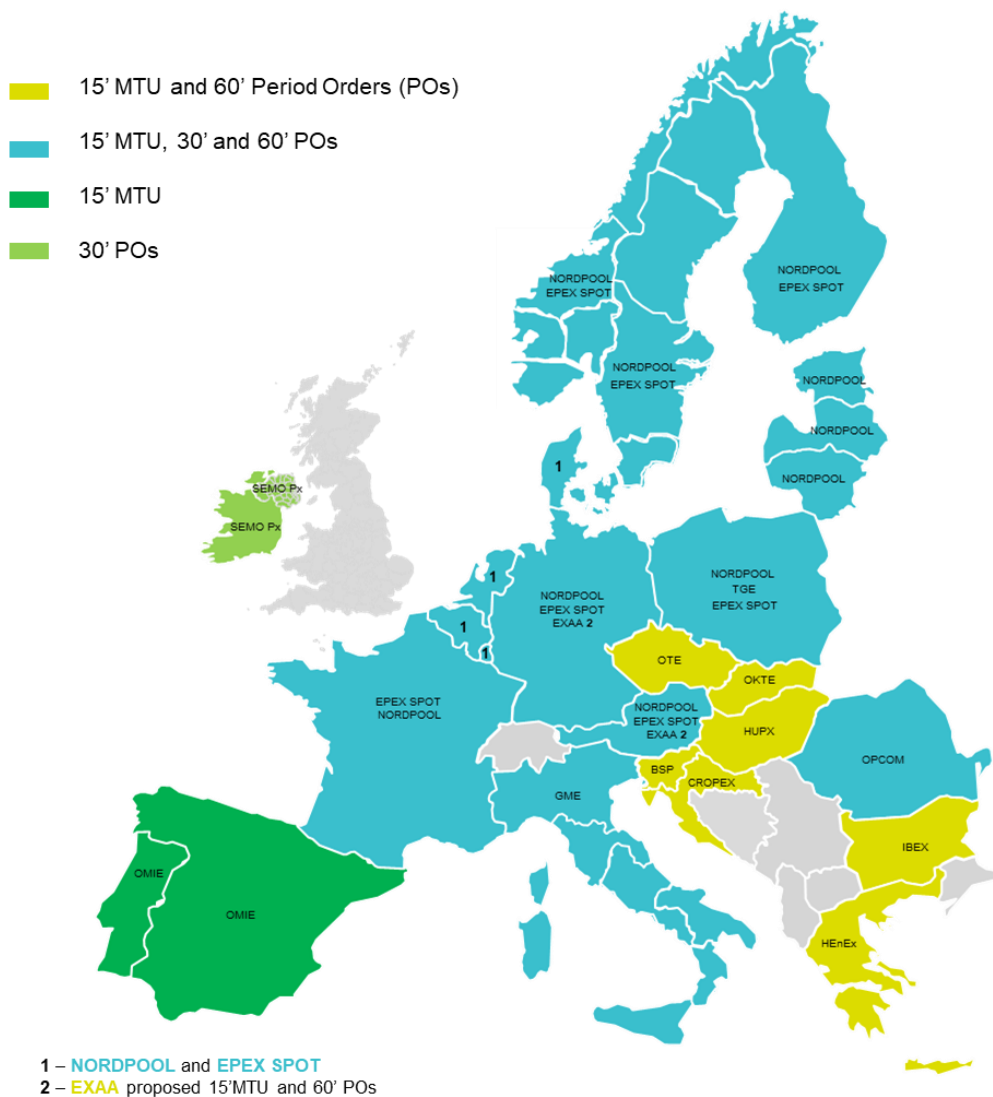 15' MTU and 60' Period Orders (POs)
15' MTU, 30' and 60' POs
15' MTU
30' POs
NORDPOOL
EPEX SPOT
NORDPOOL
EPEX SPOT
NORDPOOL
EPEX SPOT
NORDPOOL
NORDPOOL
NORDPOOL
1
SEMO Px
SEMO Px
1
1
1
NORDPOOL
EPEX SPOT
EXAA 2
NORDPOOL
TGE
EPEX SPOT
OTE
OKTE
EPEX SPOT
NORDPOOL
NORDPOOL
EPEX SPOT
EXAA 2
HUPX
OPCOM
BSP
CROPEX
GME
IBEX
OMIE
OMIE
HEnEx
1 – NORDPOOL and EPEX SPOT
2 – EXAA proposed 15'MTU and 60' POs